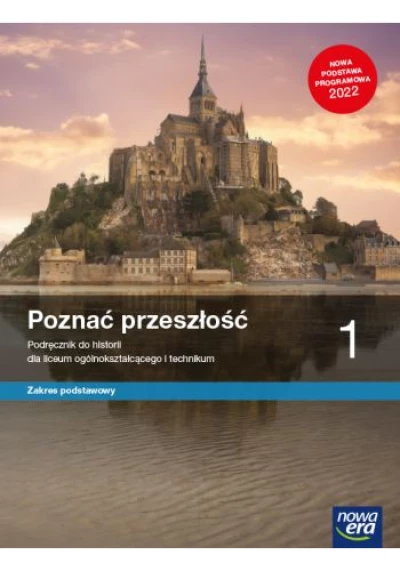 NOWA
PODSTAWA
PROGRAMOWA
2022
Poznać przeszłość
1
Podręcznik do historii
dla liceum ogólnokształcącego i technikum
Zakres podstawowy
nowa
era